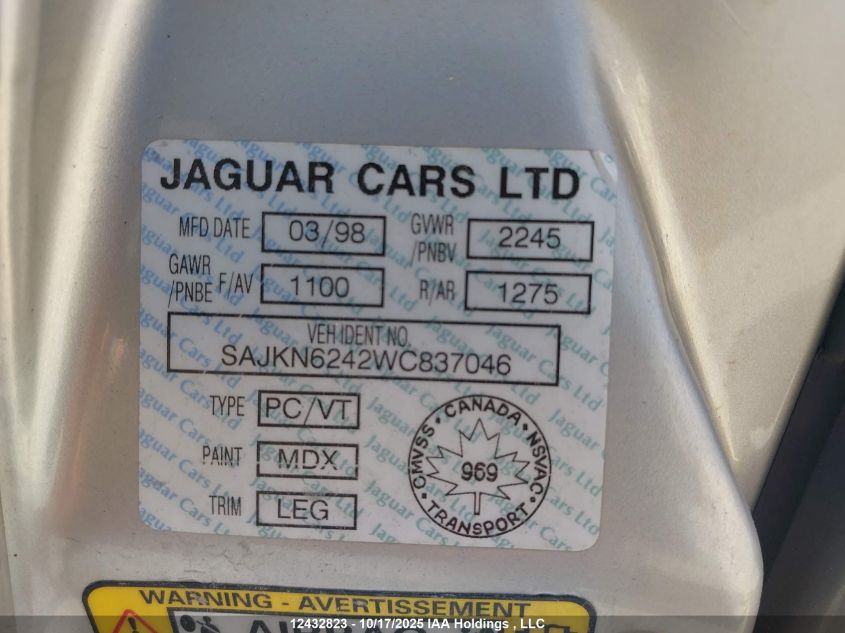 JAGUAR CARS LTD
MFD DATE 03/98 GVWR /PNBV 2245
GAWR /PNBE F/AV 1100 R/AR 1275
VEH IDENT NO.
SAJKN6242WC837046
TYPE PC/VT
PAINT MDX
TRIM LEG
CMVSS • CANADA • NSVAC • TRANSPORT •
969
WARNING - AVERTISSEMENT
12432823 - 10/17/2025 IAA Holdings , LLC